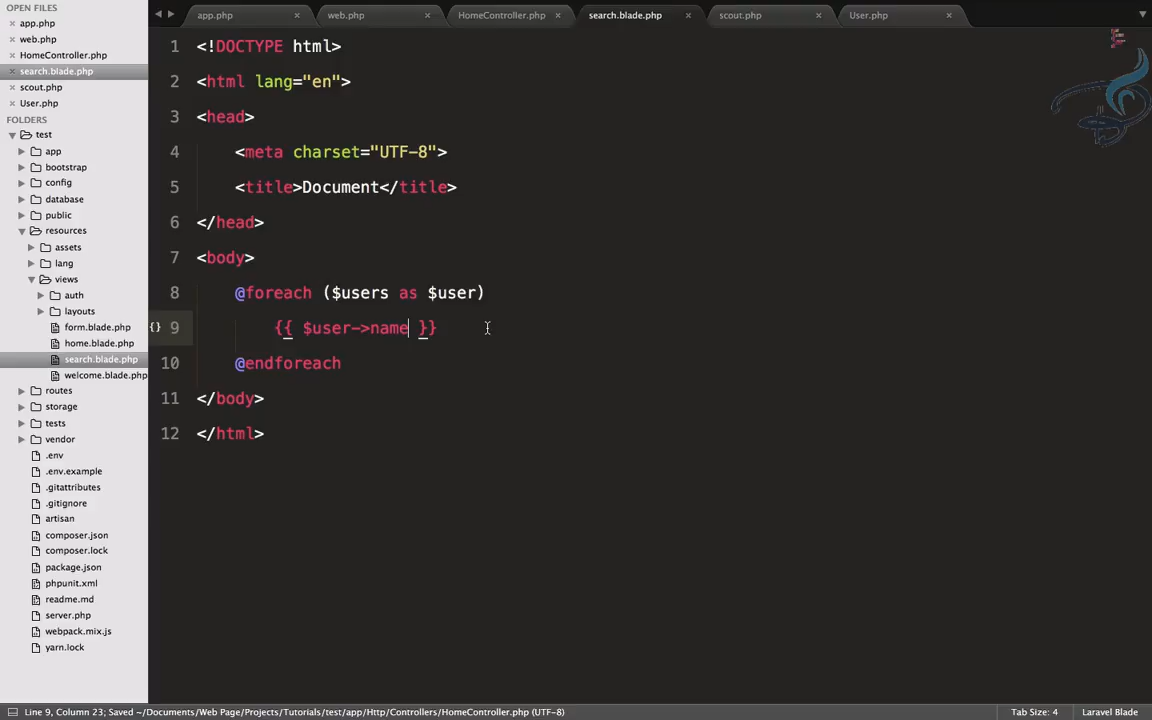 app.php
web.php
HomeController.php
search.blade.php
scout.php
User.php
OPEN FILES
app.php
web.php
HomeController.php
search.blade.php
scout.php
User.php
FOLDERS
test
app
bootstrap
config
database
public
resources
assets
lang
views
auth
layouts
form.blade.php
home.blade.php
search.blade.php
welcome.blade.php
routes
storage
tests
vendor
.env
.env.example
.gitattributes
.gitignore
artisan
composer.json
composer.lock
package.json
phpunit.xml
readme.md
server.php
webpack.mix.js
yarn.lock
1 <!DOCTYPE html>
2 <html lang="en">
3 <head>
4 <meta charset="UTF-8">
5 <title>Document</title>
6 </head>
7 <body>
8 @foreach ($users as $user)
{} 9 {{ $user->name }}
10 @endforeach
11 </body>
12 </html>
Line 9, Column 23; Saved ~/Documents/Web Page/Projects/Tutorials/test/app/Http/Controllers/HomeController.php (UTF-8)
Tab Size: 4
Laravel Blade